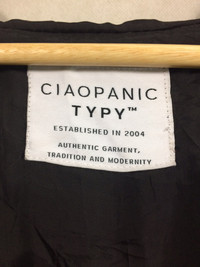 CIAOPANIC
TYPY™
ESTABLISHED IN 2004
AUTHENTIC GARMENT,
TRADITION AND MODERNITY